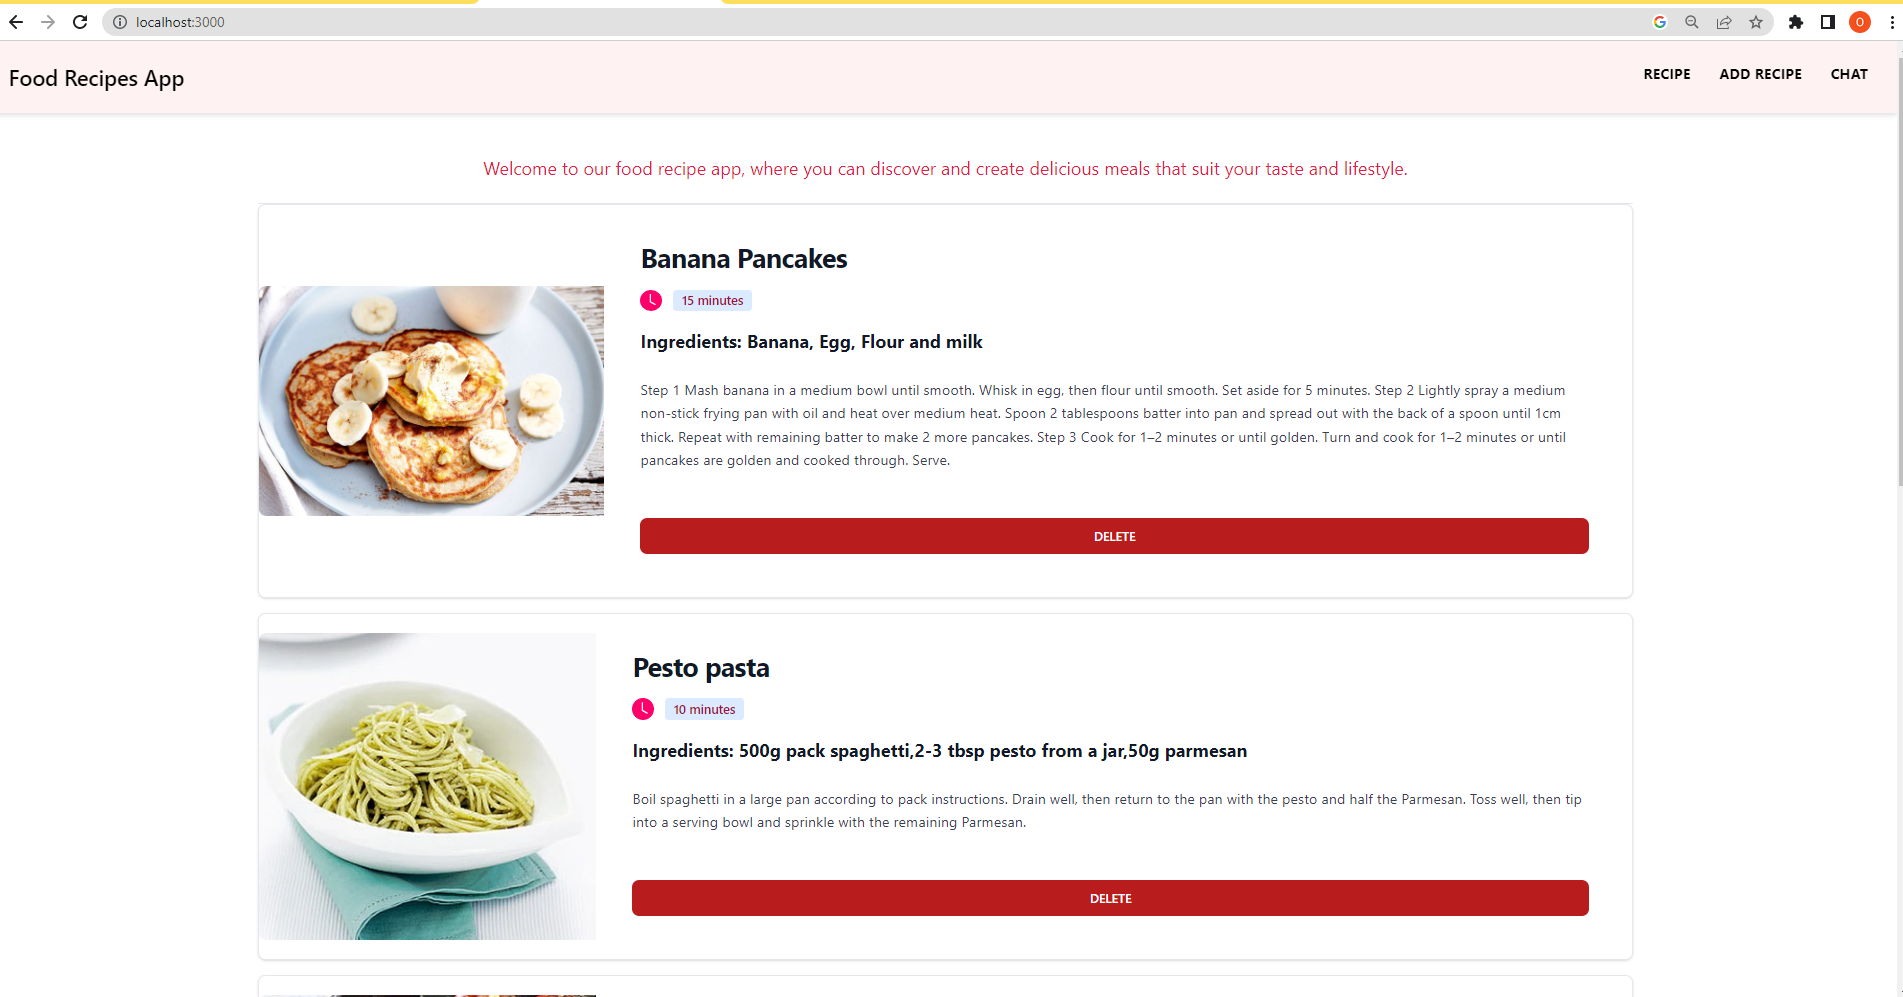 localhost:3000
O
Food Recipes App
RECIPE ADD RECIPE CHAT
Welcome to our food recipe app, where you can discover and create delicious meals that suit your taste and lifestyle.
Banana Pancakes
15 minutes
Ingredients: Banana, Egg, Flour and milk
Step 1 Mash banana in a medium bowl until smooth. Whisk in egg, then flour until smooth. Set aside for 5 minutes. Step 2 Lightly spray a medium
non-stick frying pan with oil and heat over medium heat. Spoon 2 tablespoons batter into pan and spread out with the back of a spoon until 1cm
thick. Repeat with remaining batter to make 2 more pancakes. Step 3 Cook for 1–2 minutes or until golden. Turn and cook for 1–2 minutes or until
pancakes are golden and cooked through. Serve.
DELETE
Pesto pasta
10 minutes
Ingredients: 500g pack spaghetti,2-3 tbsp pesto from a jar,50g parmesan
Boil spaghetti in a large pan according to pack instructions. Drain well, then return to the pan with the pesto and half the Parmesan. Toss well, then tip
into a serving bowl and sprinkle with the remaining Parmesan.
DELETE